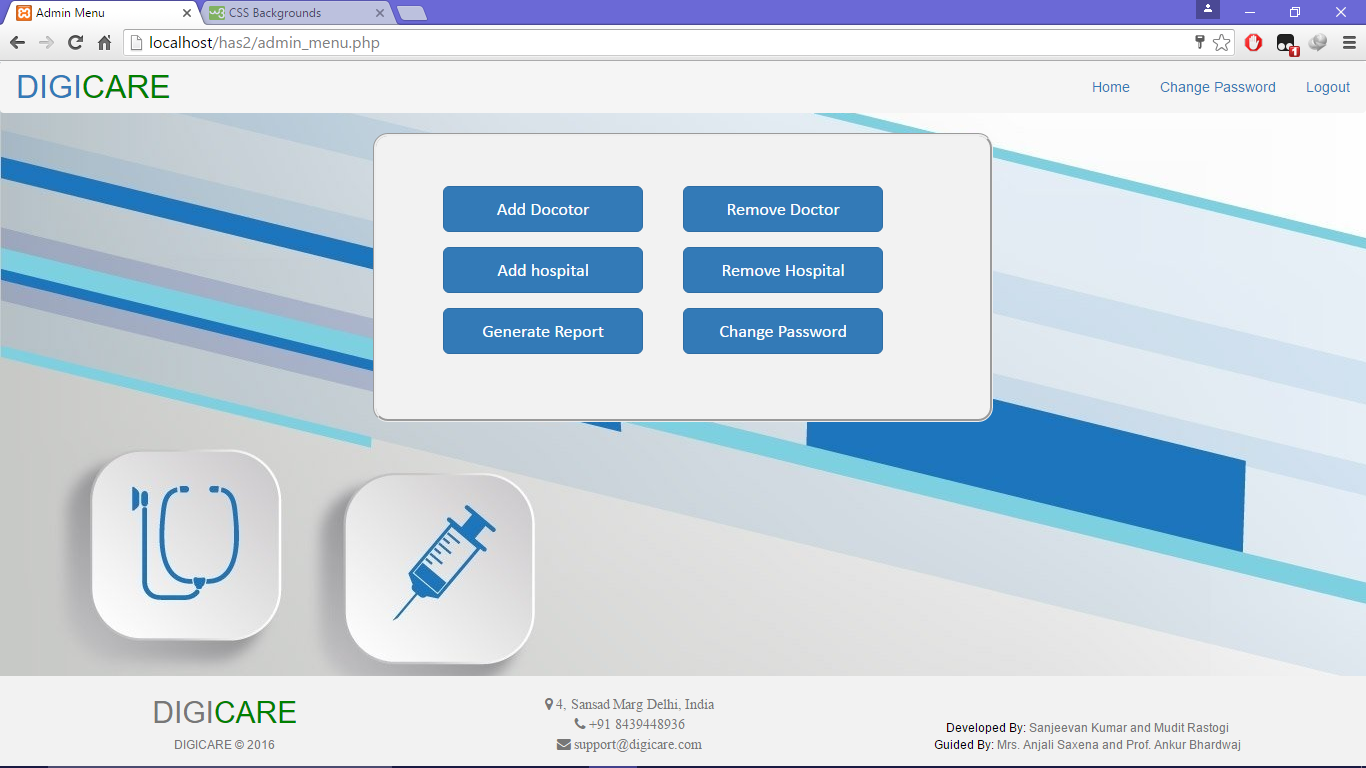 Admin Menu
CSS Backgrounds
localhost/has2/admin_menu.php
1
DIGICARE
Home
Change Password
Logout
Add Docotor
Remove Doctor
Add hospital
Remove Hospital
Generate Report
Change Password
DIGICARE
DIGICARE © 2016
4, Sansad Marg Delhi, India
+91 8439448936
support@digicare.com
Developed By: Sanjeevan Kumar and Mudit Rastogi
Guided By: Mrs. Anjali Saxena and Prof. Ankur Bhardwaj